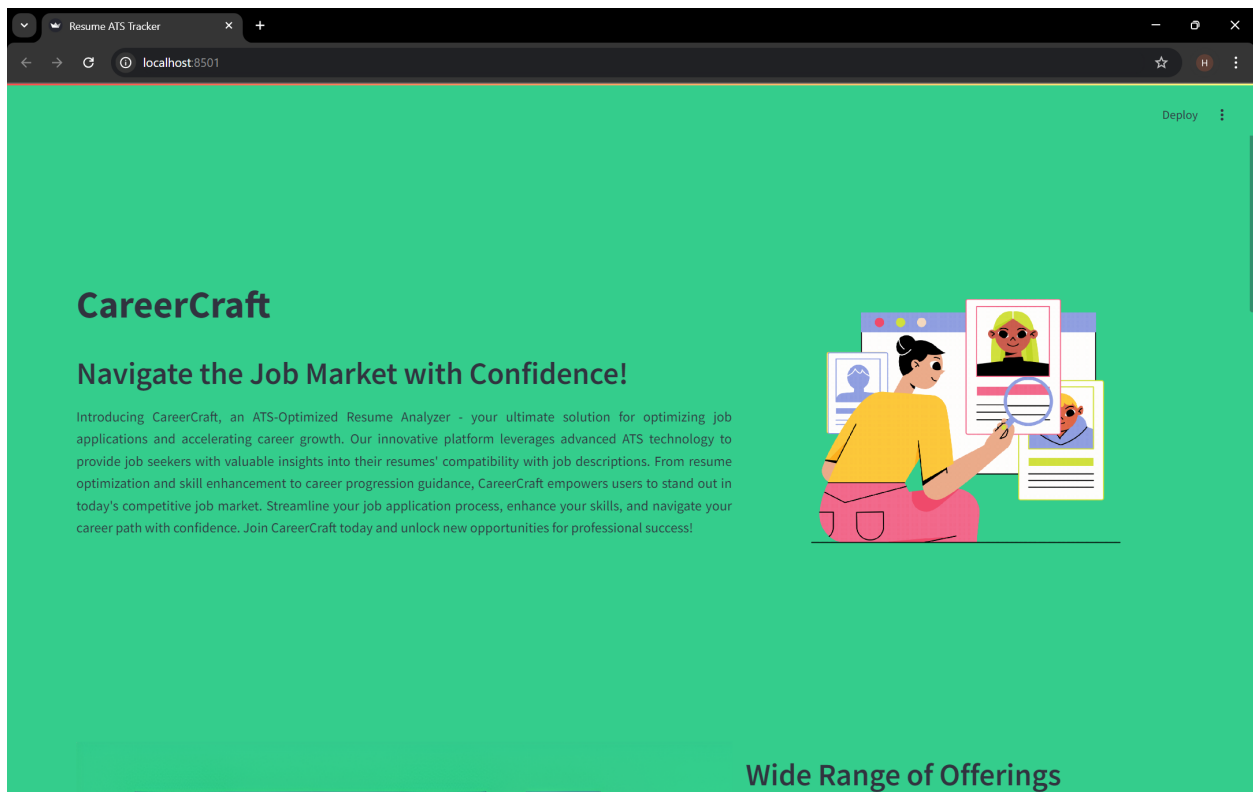 Resume ATS Tracker
localhost:8501
H
Deploy
CareerCraft
Navigate the Job Market with Confidence!
Introducing CareerCraft, an ATS-Optimized Resume Analyzer - your ultimate solution for optimizing job
applications and accelerating career growth. Our innovative platform leverages advanced ATS technology to
provide job seekers with valuable insights into their resumes' compatibility with job descriptions. From resume
optimization and skill enhancement to career progression guidance, CareerCraft empowers users to stand out in
today's competitive job market. Streamline your job application process, enhance your skills, and navigate your
career path with confidence. Join CareerCraft today and unlock new opportunities for professional success!
Wide Range of Offerings